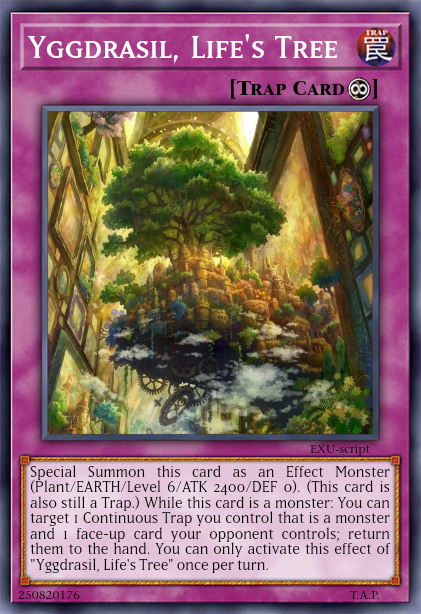 Yggdrasil, Life's Tree
TRAP
罠
[Trap Card]
EXU-script
Special Summon this card as an Effect Monster
(Plant/EARTH/Level 6/ATK 2400/DEF 0). (This card is
also still a Trap.) While this card is a monster: You can
target 1 Continuous Trap you control that is a monster
and 1 face-up card your opponent controls; return
them to the hand. You can only activate this effect of
"Yggdrasil, Life's Tree" once per turn.
250820176
T.A.P.